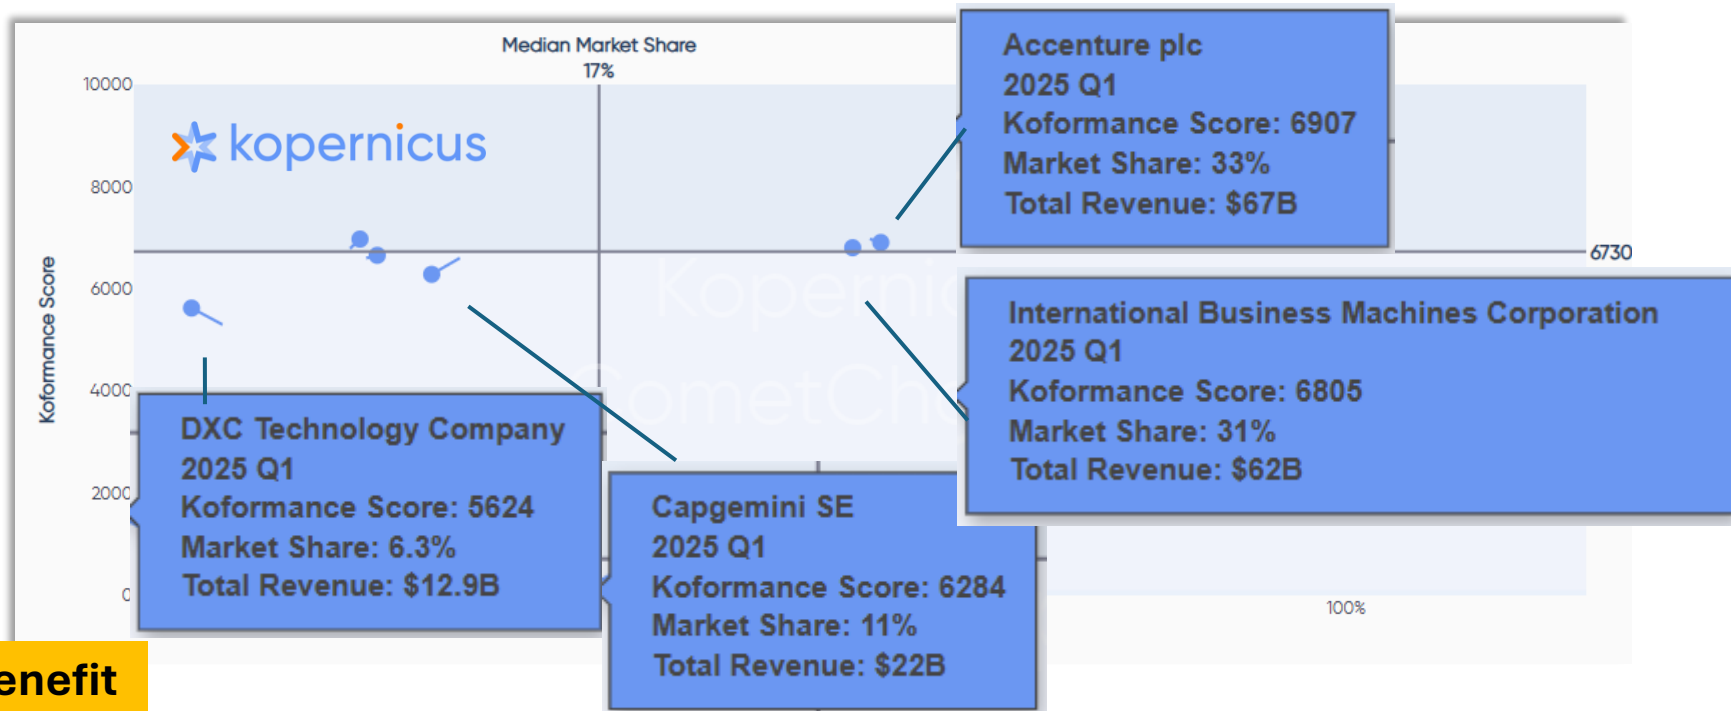 Median Market Share
17%
10000
8000
6000
4000
2000
0
Koformance Score
kopernicus
6730
100%
Accenture plc
2025 Q1
Koformance Score: 6907
Market Share: 33%
Total Revenue: $67B
International Business Machines Corporation
2025 Q1
Koformance Score: 6805
Market Share: 31%
Total Revenue: $62B
DXC Technology Company
2025 Q1
Koformance Score: 5624
Market Share: 6.3%
Total Revenue: $12.9B
Capgemini SE
2025 Q1
Koformance Score: 6284
Market Share: 11%
Total Revenue: $22B
enefit